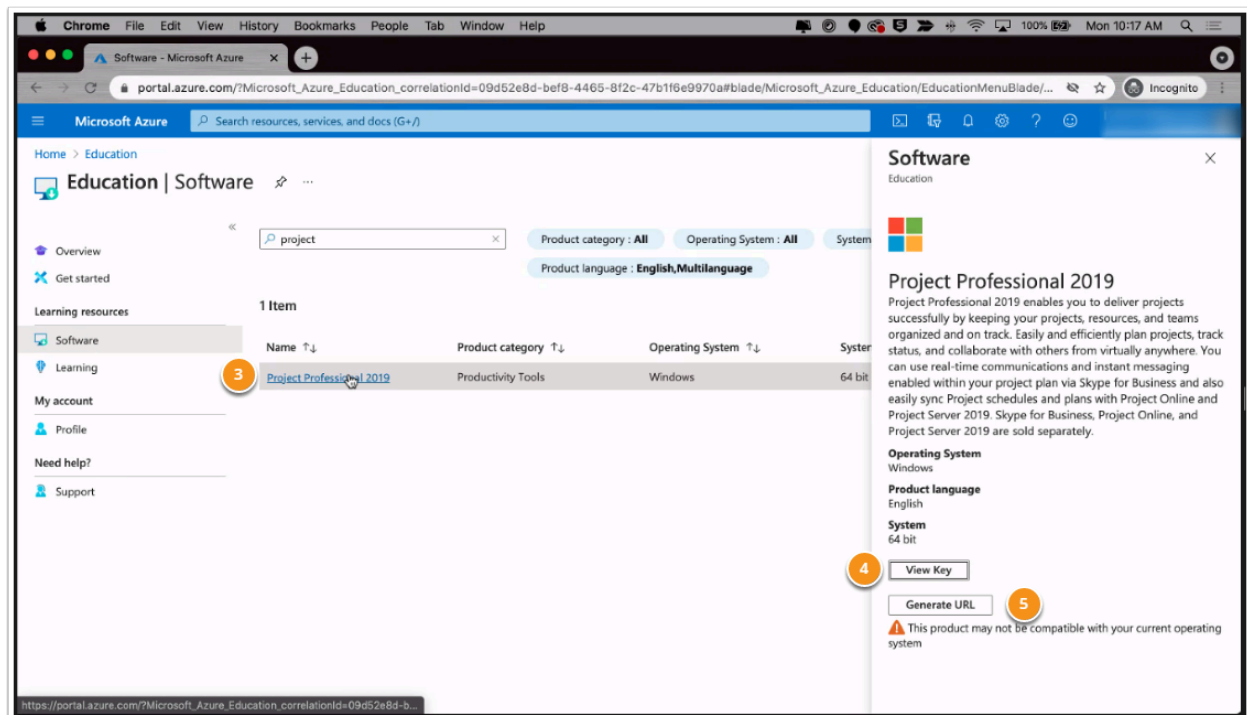 Chrome File Edit View History Bookmarks People Tab Window Help 100% Mon 10:17 AM
Software - Microsoft Azure
portal.azure.com/?Microsoft_Azure_Education_correlationId=09d52e8d-bef8-4465-8f2c-47b1f6e9970a#blade/Microsoft_Azure_Education/EducationMenuBlade/... Incognito
Microsoft Azure Search resources, services, and docs (G+/)
Home > Education
Education | Software ...
Overview
Get started
Learning resources
Software
Learning
My account
Profile
Need help?
Support
project Product category : All Operating System : All System
Product language : English,Multilanguage
1 Item
Name ↑↓ Product category ↑↓ Operating System ↑↓ System
3 Project Professional 2019 Productivity Tools Windows 64 bit
Software
Education
Project Professional 2019
Project Professional 2019 enables you to deliver projects
successfully by keeping your projects, resources, and teams
organized and on track. Easily and efficiently plan projects, track
status, and collaborate with others from virtually anywhere. You
can use real-time communications and instant messaging
enabled within your project plan via Skype for Business and also
easily sync Project schedules and plans with Project Online and
Project Server 2019. Skype for Business, Project Online, and
Project Server 2019 are sold separately.
Operating System
Windows
Product language
English
System
64 bit
4 View Key
Generate URL 5
This product may not be compatible with your current operating
system
https://portal.azure.com/?Microsoft_Azure_Education_correlationId=09d52e8d-b...